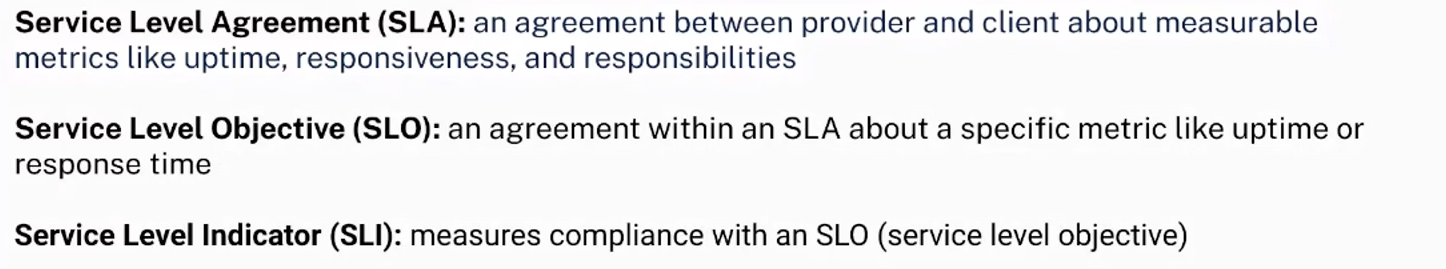 Service Level Agreement (SLA): an agreement between provider and client about measurable
metrics like uptime, responsiveness, and responsibilities
Service Level Objective (SLO): an agreement within an SLA about a specific metric like uptime or
response time
Service Level Indicator (SLI): measures compliance with an SLO (service level objective)